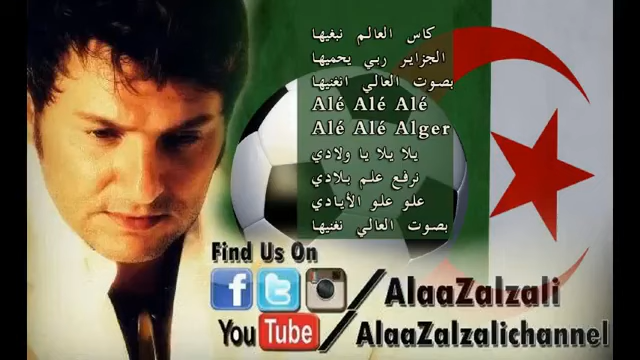 كاس العالم نبغيها
الجزاير ربي يحميها
بصوت العالي انغنيها
Alé Alé Alé
Alé Alé Alger
يلا يلا يا ولادي
نرفع علم بلادي
علو علو الأيادي
بصوت العالي نغنيها
Find Us On
/AlaaZalzali
YouTube/AlaaZalzalichannel